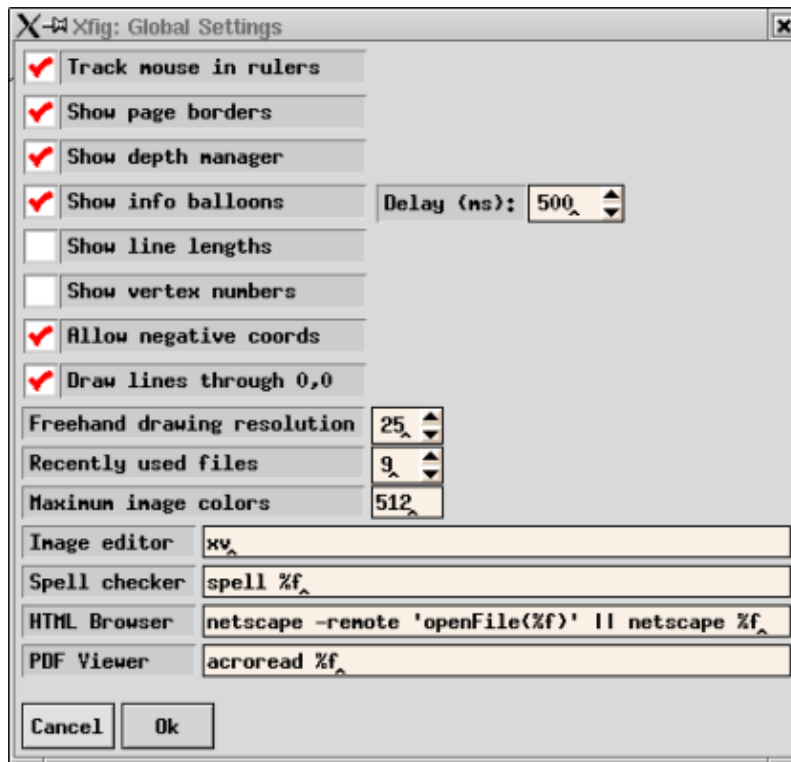 Xfig: Global Settings
Track mouse in rulers
Show page borders
Show depth manager
Show info balloons Delay (ms): 500
Show line lengths
Show vertex numbers
Allow negative coords
Draw lines through 0,0
Freehand drawing resolution 25
Recently used files 9
Maximum image colors 512
Image editor xv
Spell checker spell %f
HTML Browser netscape -remote 'openFile(%f)' || netscape %f
PDF Viewer acroread %f
Cancel Ok